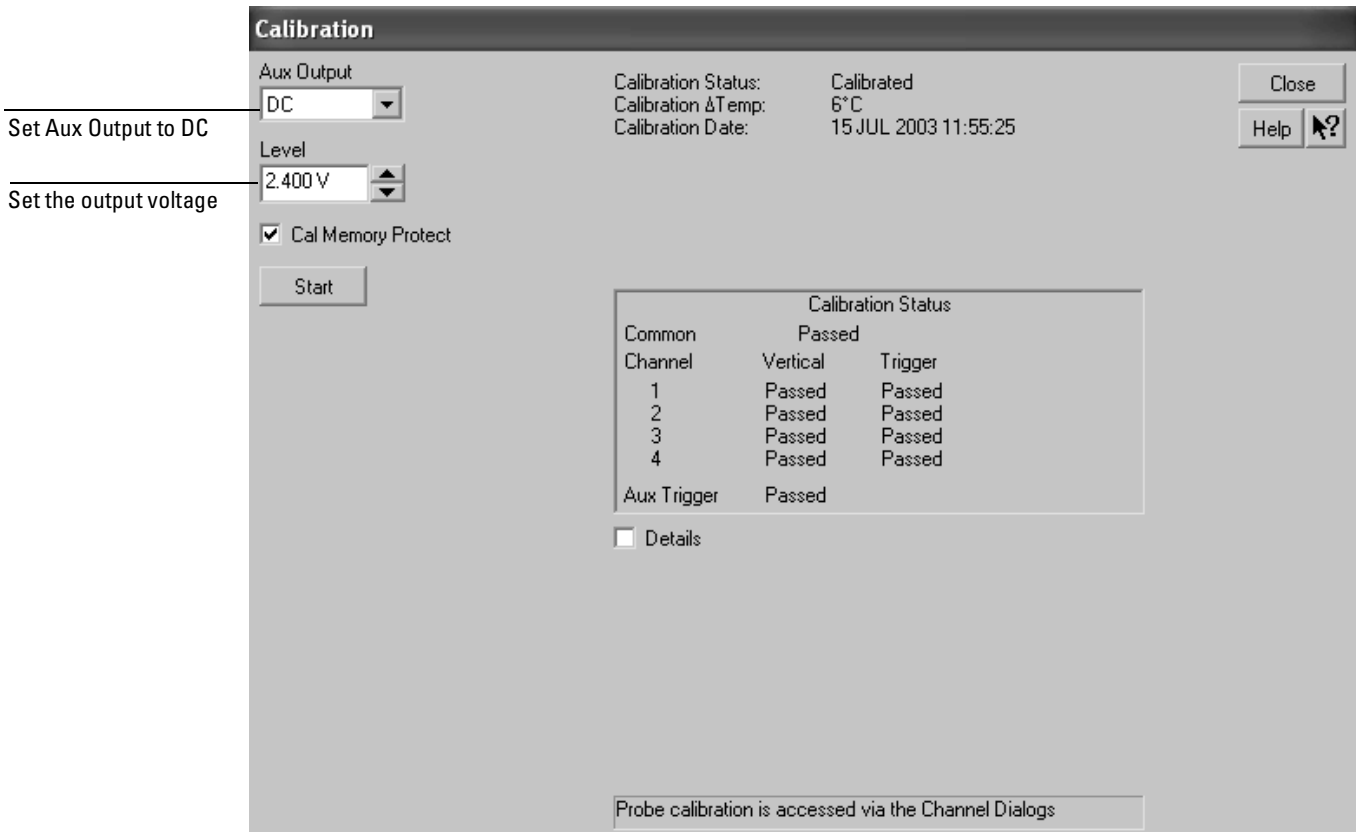 Calibration
Aux Output
DC
Set Aux Output to DC
Level
2.400 V
Set the output voltage
Cal Memory Protect
Start
Calibration Status: Calibrated
Calibration ΔTemp: 6°C
Calibration Date: 15 JUL 2003 11:55:25
Close
Help ?
Calibration Status
Common Passed
Channel Vertical Trigger
1 Passed Passed
2 Passed Passed
3 Passed Passed
4 Passed Passed
Aux Trigger Passed
Details
Probe calibration is accessed via the Channel Dialogs